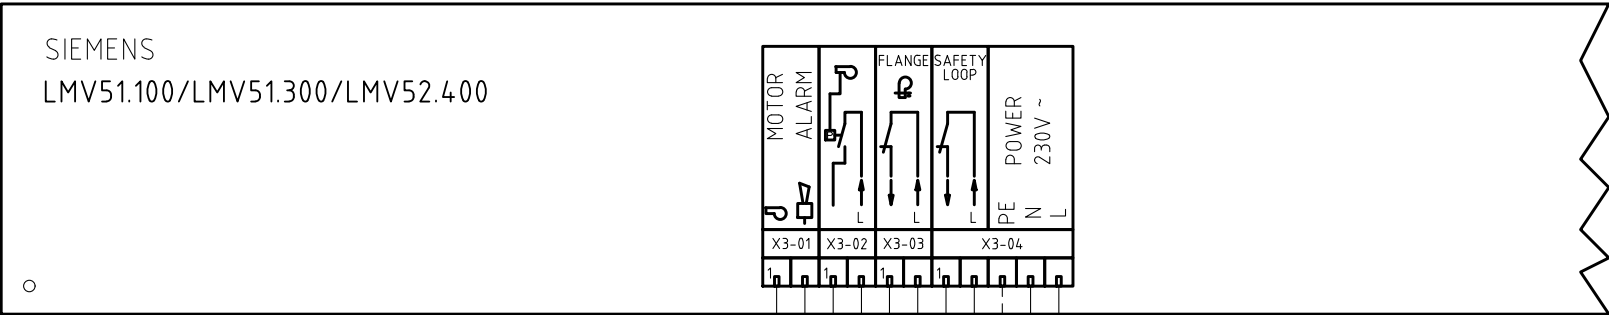 SIEMENS
LMV51.100/LMV51.300/LMV52.400
MOTOR
ALARM
FLANGE
SAFETY
LOOP
POWER
230V ~
P
L
L
L
PE
N
L
X3-01
X3-02
X3-03
X3-04
1
1
1
1